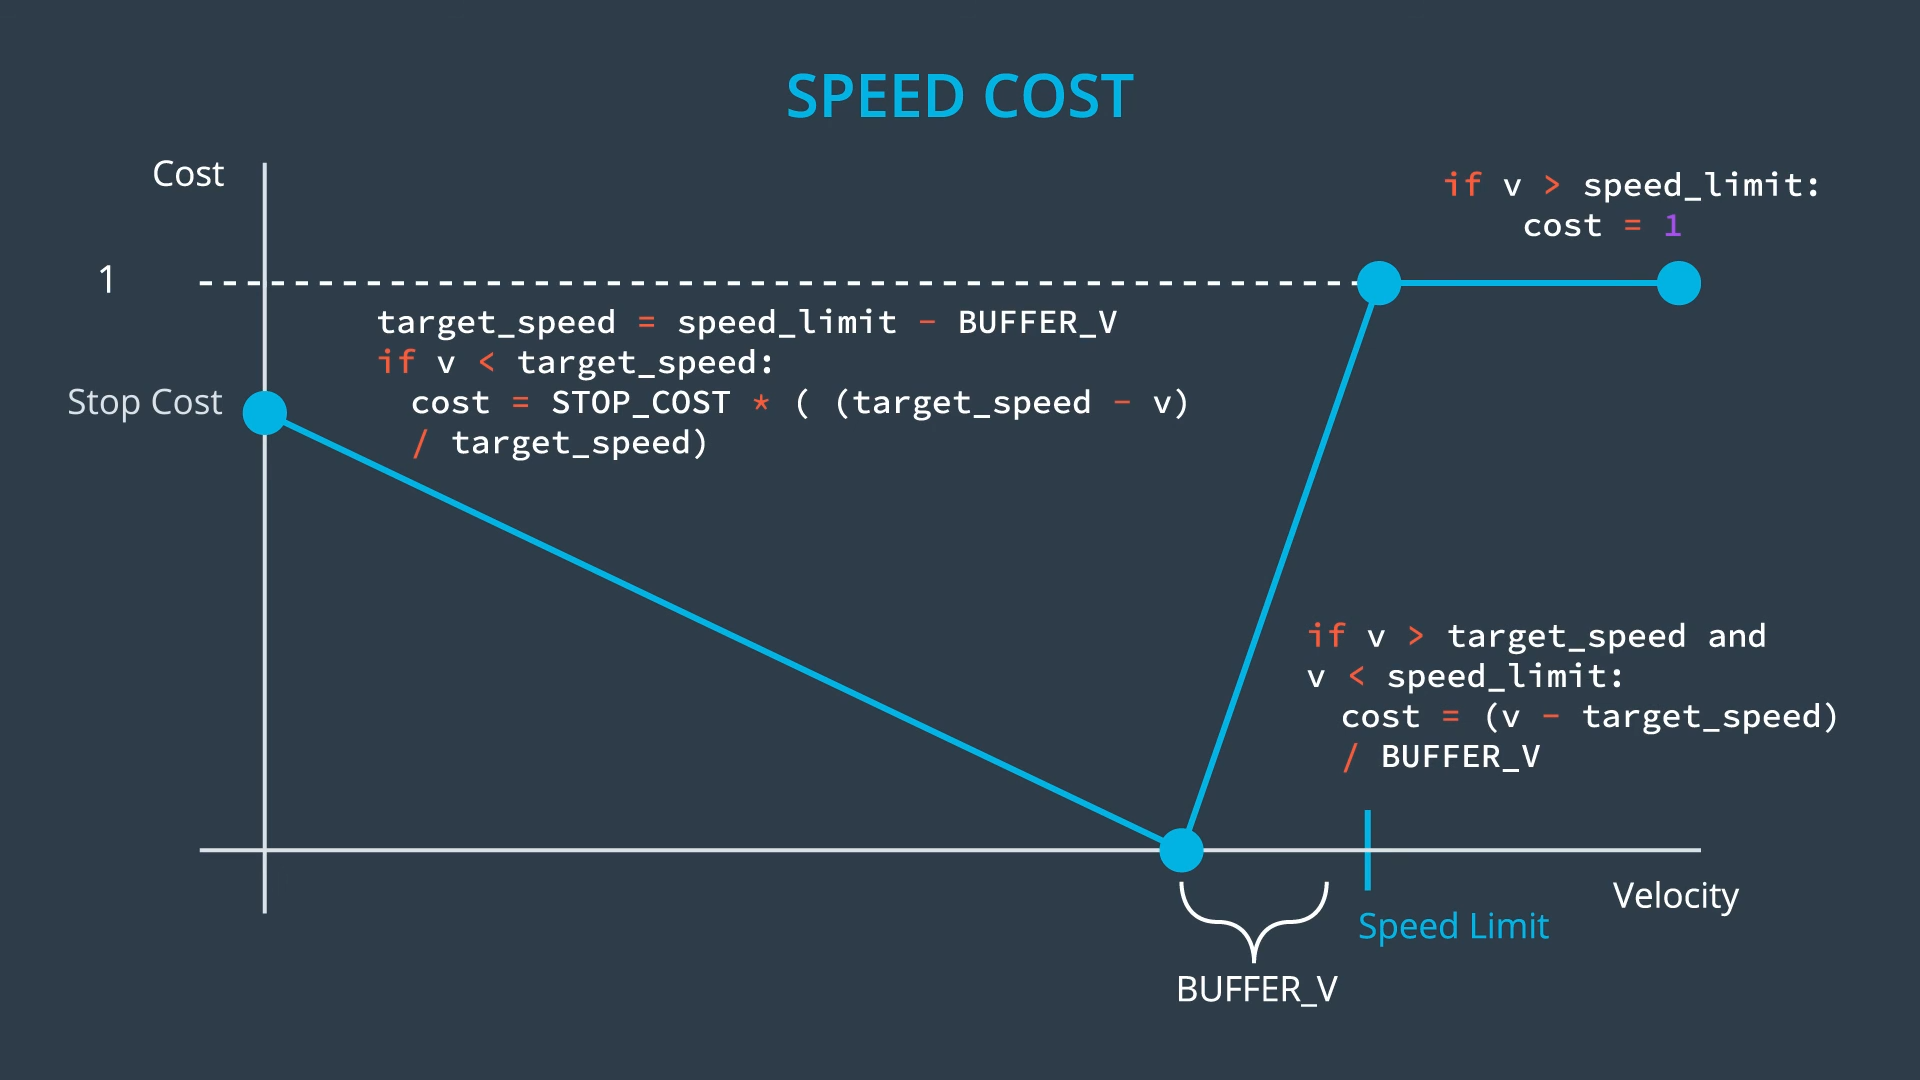 SPEED COST
Cost
if v > speed_limit:
cost = 1
1
target_speed = speed_limit - BUFFER_V
if v < target_speed:
cost = STOP_COST * ( (target_speed - v)
/ target_speed)
Stop Cost
if v > target_speed and
v < speed_limit:
cost = (v - target_speed)
/ BUFFER_V
Velocity
Speed Limit
BUFFER_V